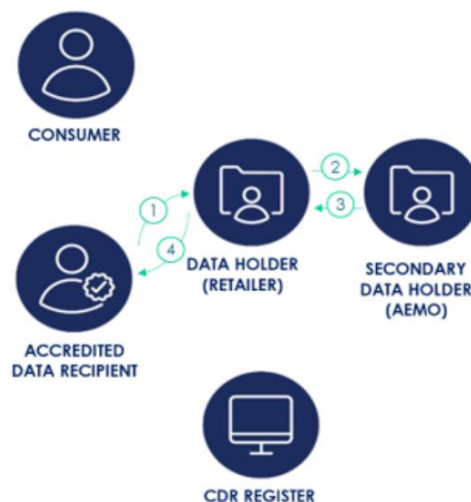 CONSUMER
1
2
3
4
DATA HOLDER
(RETAILER)
SECONDARY
DATA HOLDER
(AEMO)
ACCREDITED
DATA RECIPIENT
CDR REGISTER